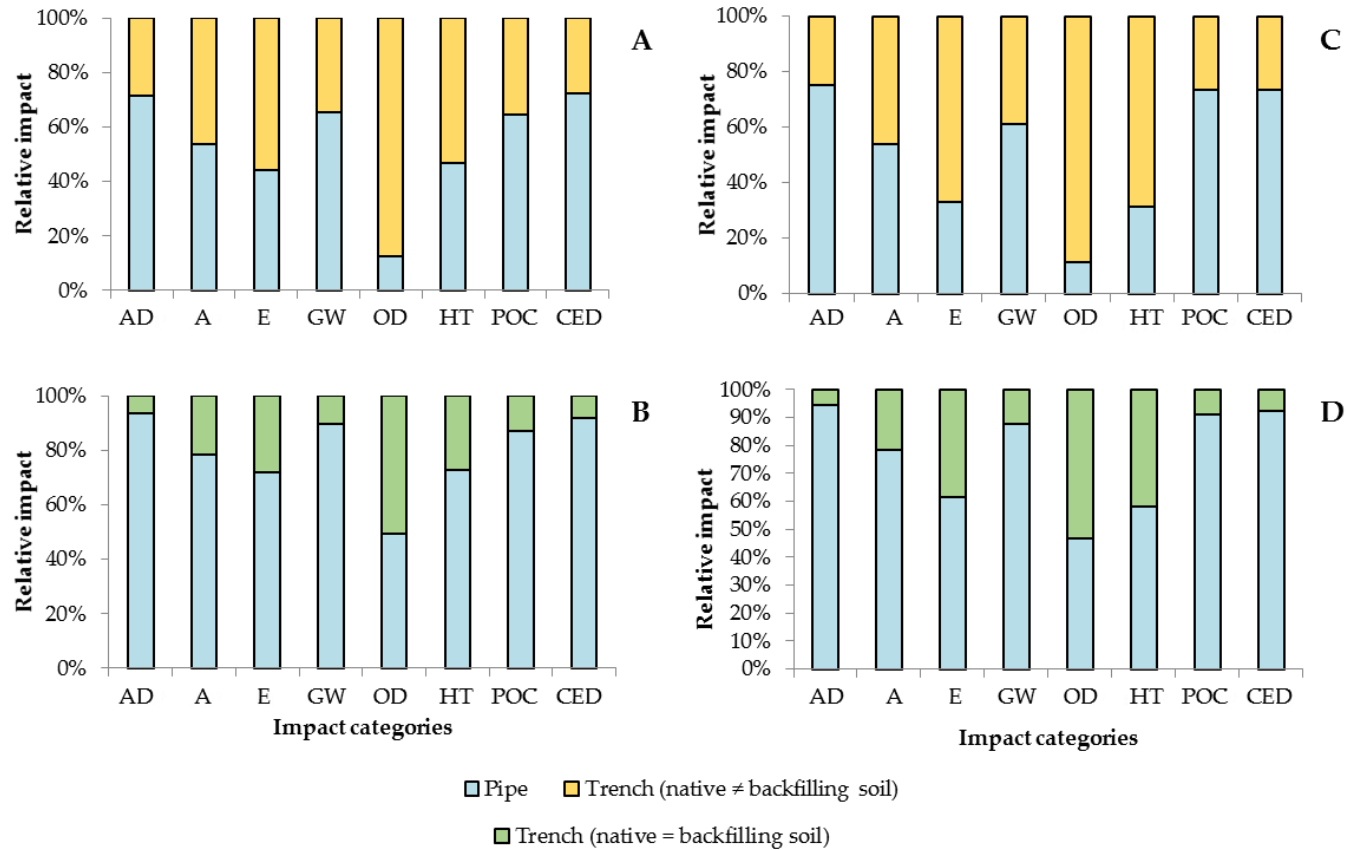 A
Relative impact
100%
80%
60%
40%
20%
0%
AD A E GW OD HT POC CED
C
Relative impact
100%
80%
60%
40%
20%
0%
AD A E GW OD HT POC CED
B
Relative impact
100%
80%
60%
40%
20%
0%
AD A E GW OD HT POC CED
Impact categories
D
Relative impact
100%
90%
80%
70%
60%
50%
40%
30%
20%
10%
0%
AD A E GW OD HT POC CED
Impact categories
Pipe Trench (native ≠ backfilling soil)
Trench (native = backfilling soil)